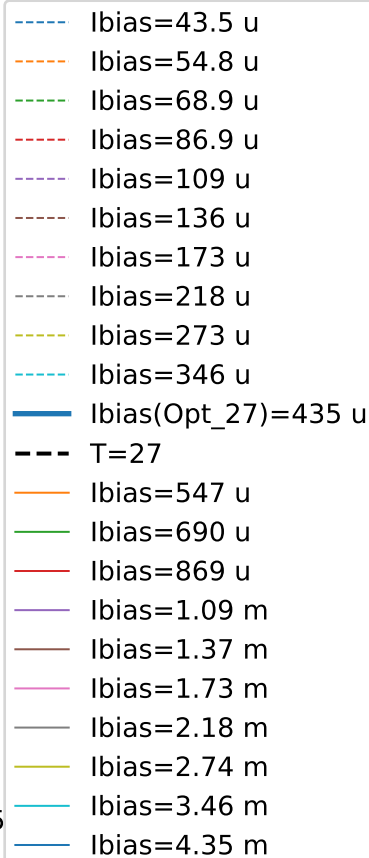 Ibias=43.5 u
Ibias=54.8 u
Ibias=68.9 u
Ibias=86.9 u
Ibias=109 u
Ibias=136 u
Ibias=173 u
Ibias=218 u
Ibias=273 u
Ibias=346 u
Ibias(Opt_27)=435 u
T=27
Ibias=547 u
Ibias=690 u
Ibias=869 u
Ibias=1.09 m
Ibias=1.37 m
Ibias=1.73 m
Ibias=2.18 m
Ibias=2.74 m
Ibias=3.46 m
Ibias=4.35 m